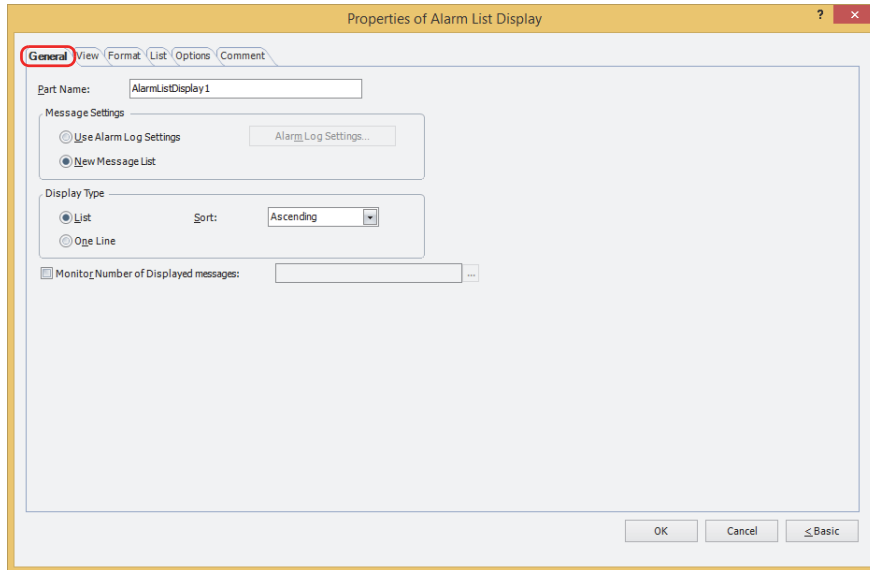 Properties of Alarm List Display ? ×
General View Format List Options Comment
Part Name: AlarmListDisplay1
Message Settings
Use Alarm Log Settings Alarm Log Settings...
New Message List
Display Type
List Sort: Ascending
One Line
Monitor Number of Displayed messages: ...
OK Cancel < Basic